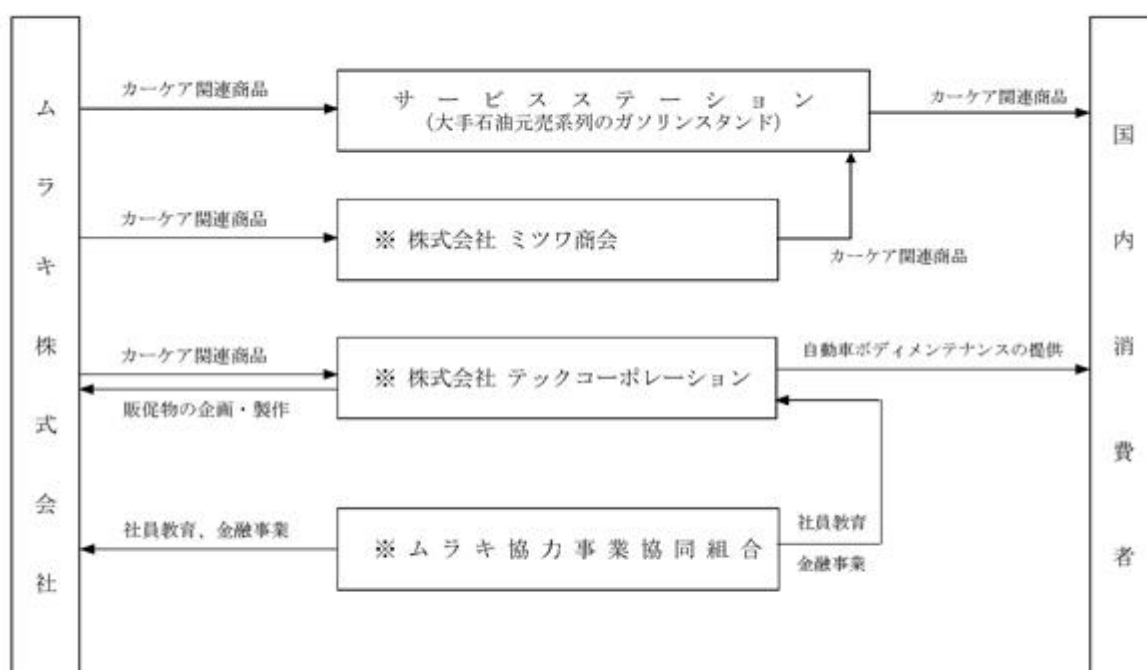 ムラキ株式会社
カーケア関連商品
サービスステーション
(大手石油元売系列のガソリンスタンド)
カーケア関連商品
カーケア関連商品
※ 株式会社 ミツワ商会
カーケア関連商品
カーケア関連商品
販促物の企画・製作
※ 株式会社 テックコーポレーション
自動車ボディメンテナンスの提供
社員教育、金融事業
※ ムラキ協力事業協同組合
社員教育
金融事業
国内消費者